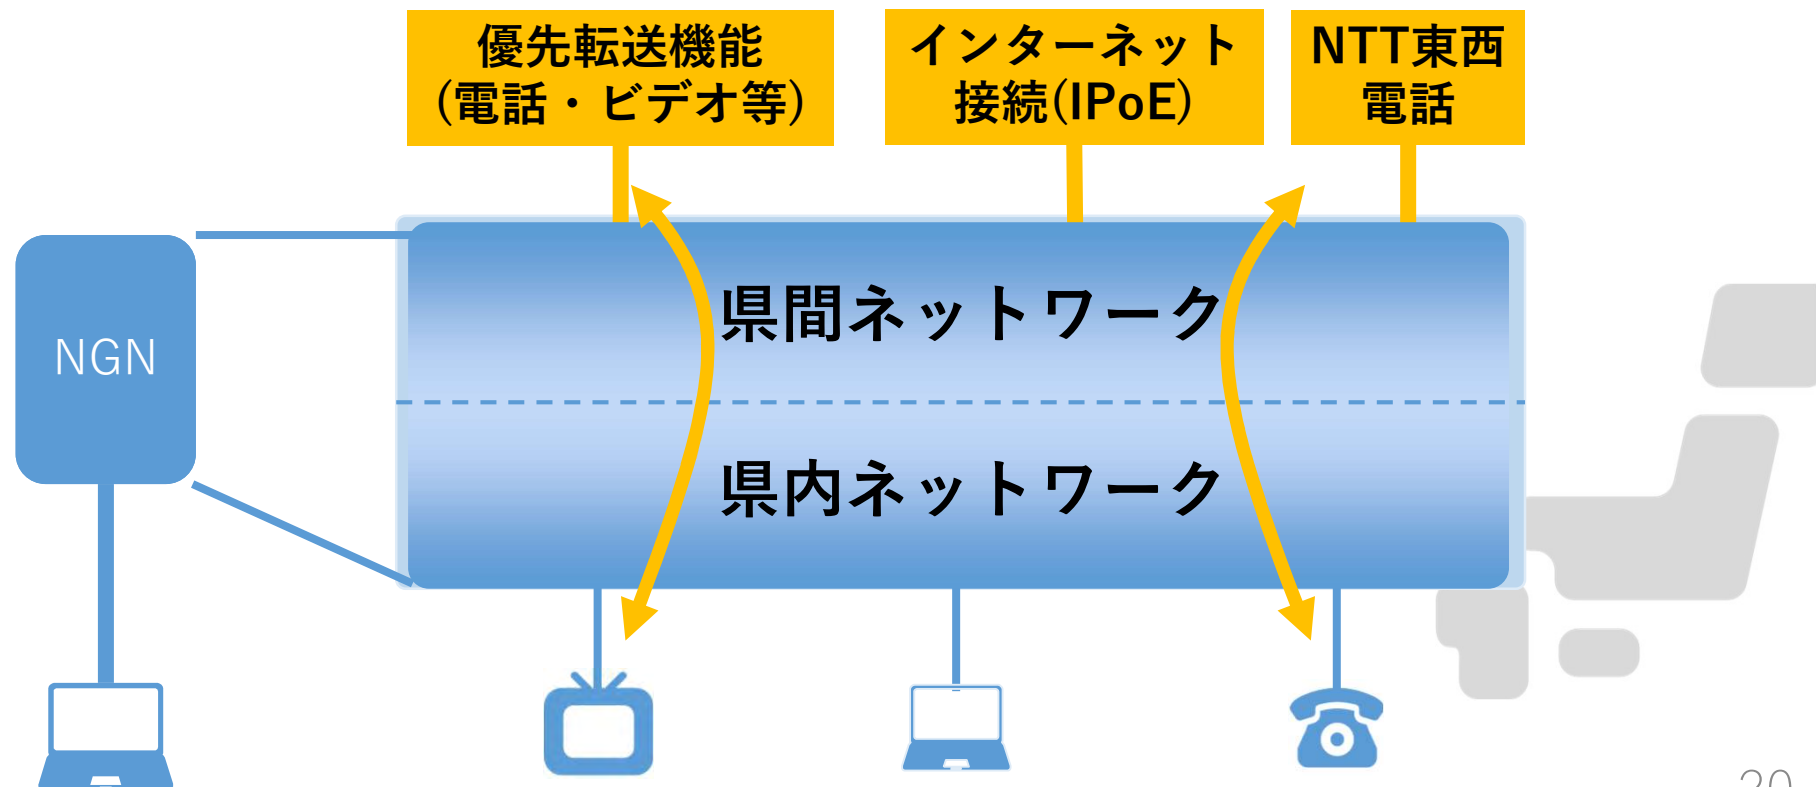 優先転送機能
(電話・ビデオ等)
インターネット
接続(IPoE)
NTT東西
電話
県間ネットワーク
NGN
県内ネットワーク
20